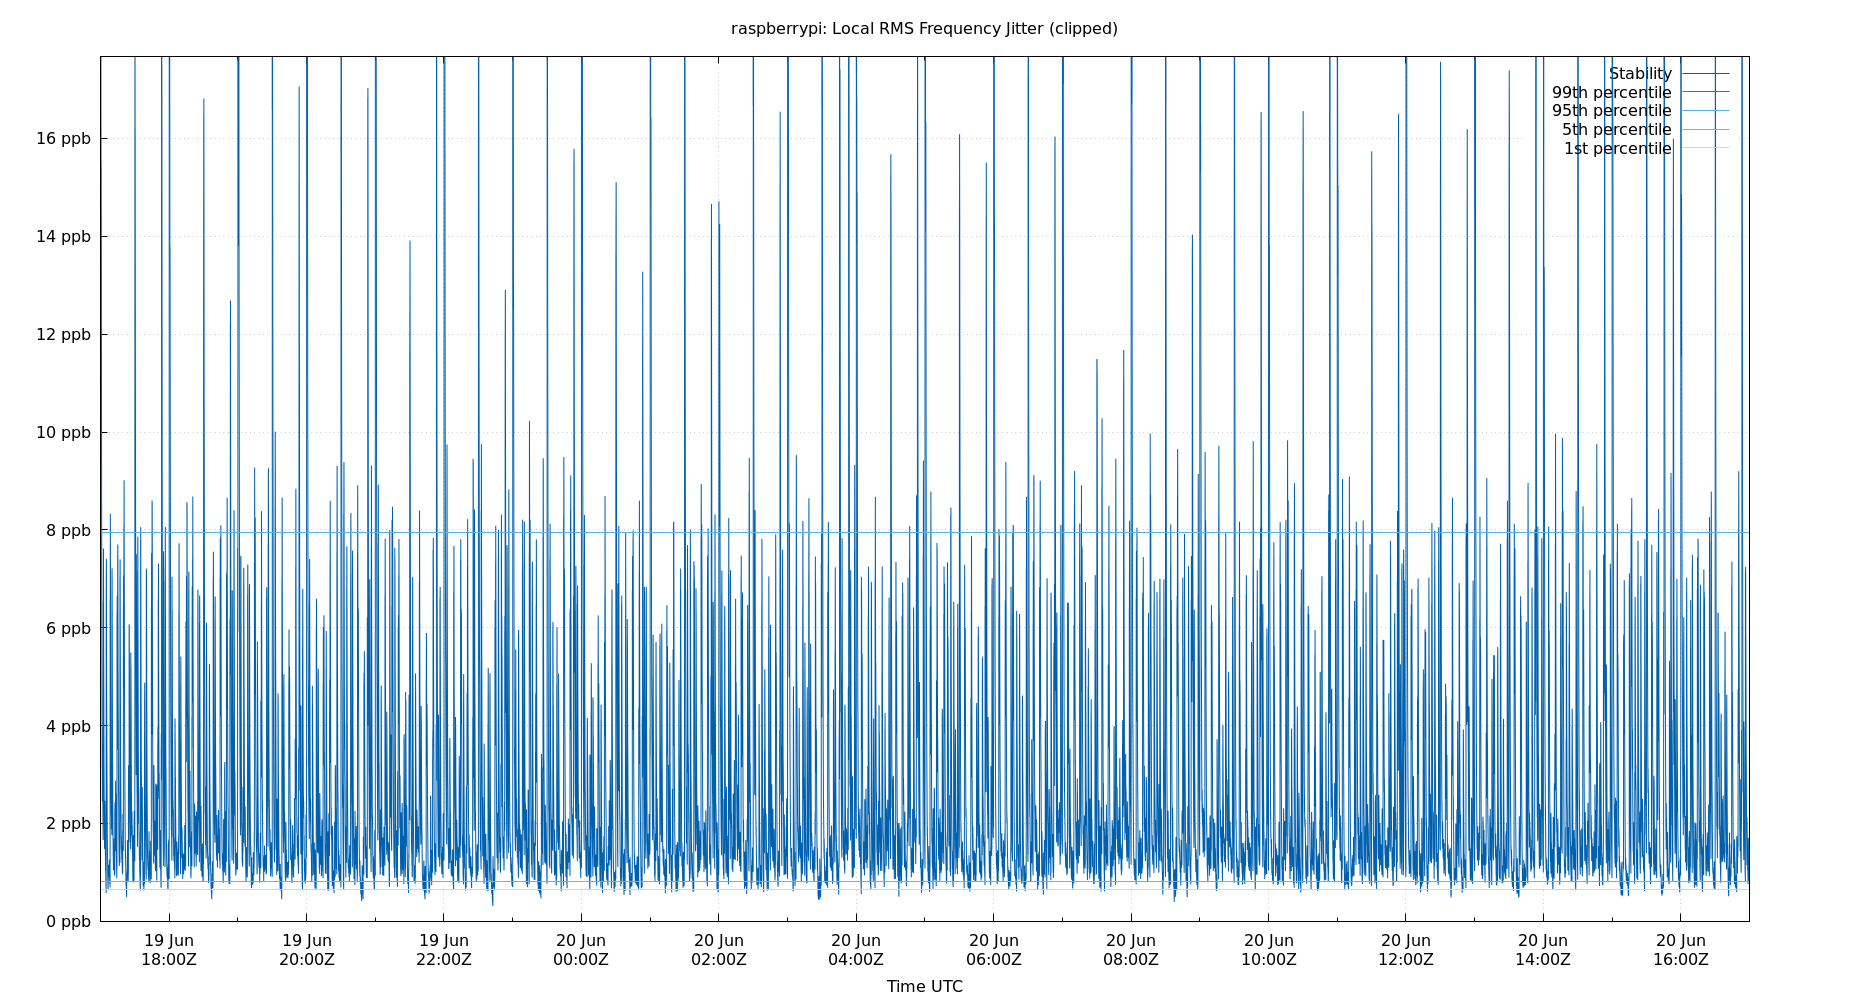 raspberrypi: Local RMS Frequency Jitter (clipped)
Stability
99th percentile
95th percentile
5th percentile
1st percentile
16 ppb
14 ppb
12 ppb
10 ppb
8 ppb
6 ppb
4 ppb
2 ppb
0 ppb
19 Jun 19 Jun 19 Jun 20 Jun 20 Jun 20 Jun 20 Jun 20 Jun 20 Jun 20 Jun 20 Jun 20 Jun
18:00Z 20:00Z 22:00Z 00:00Z 02:00Z 04:00Z 06:00Z 08:00Z 10:00Z 12:00Z 14:00Z 16:00Z
Time UTC